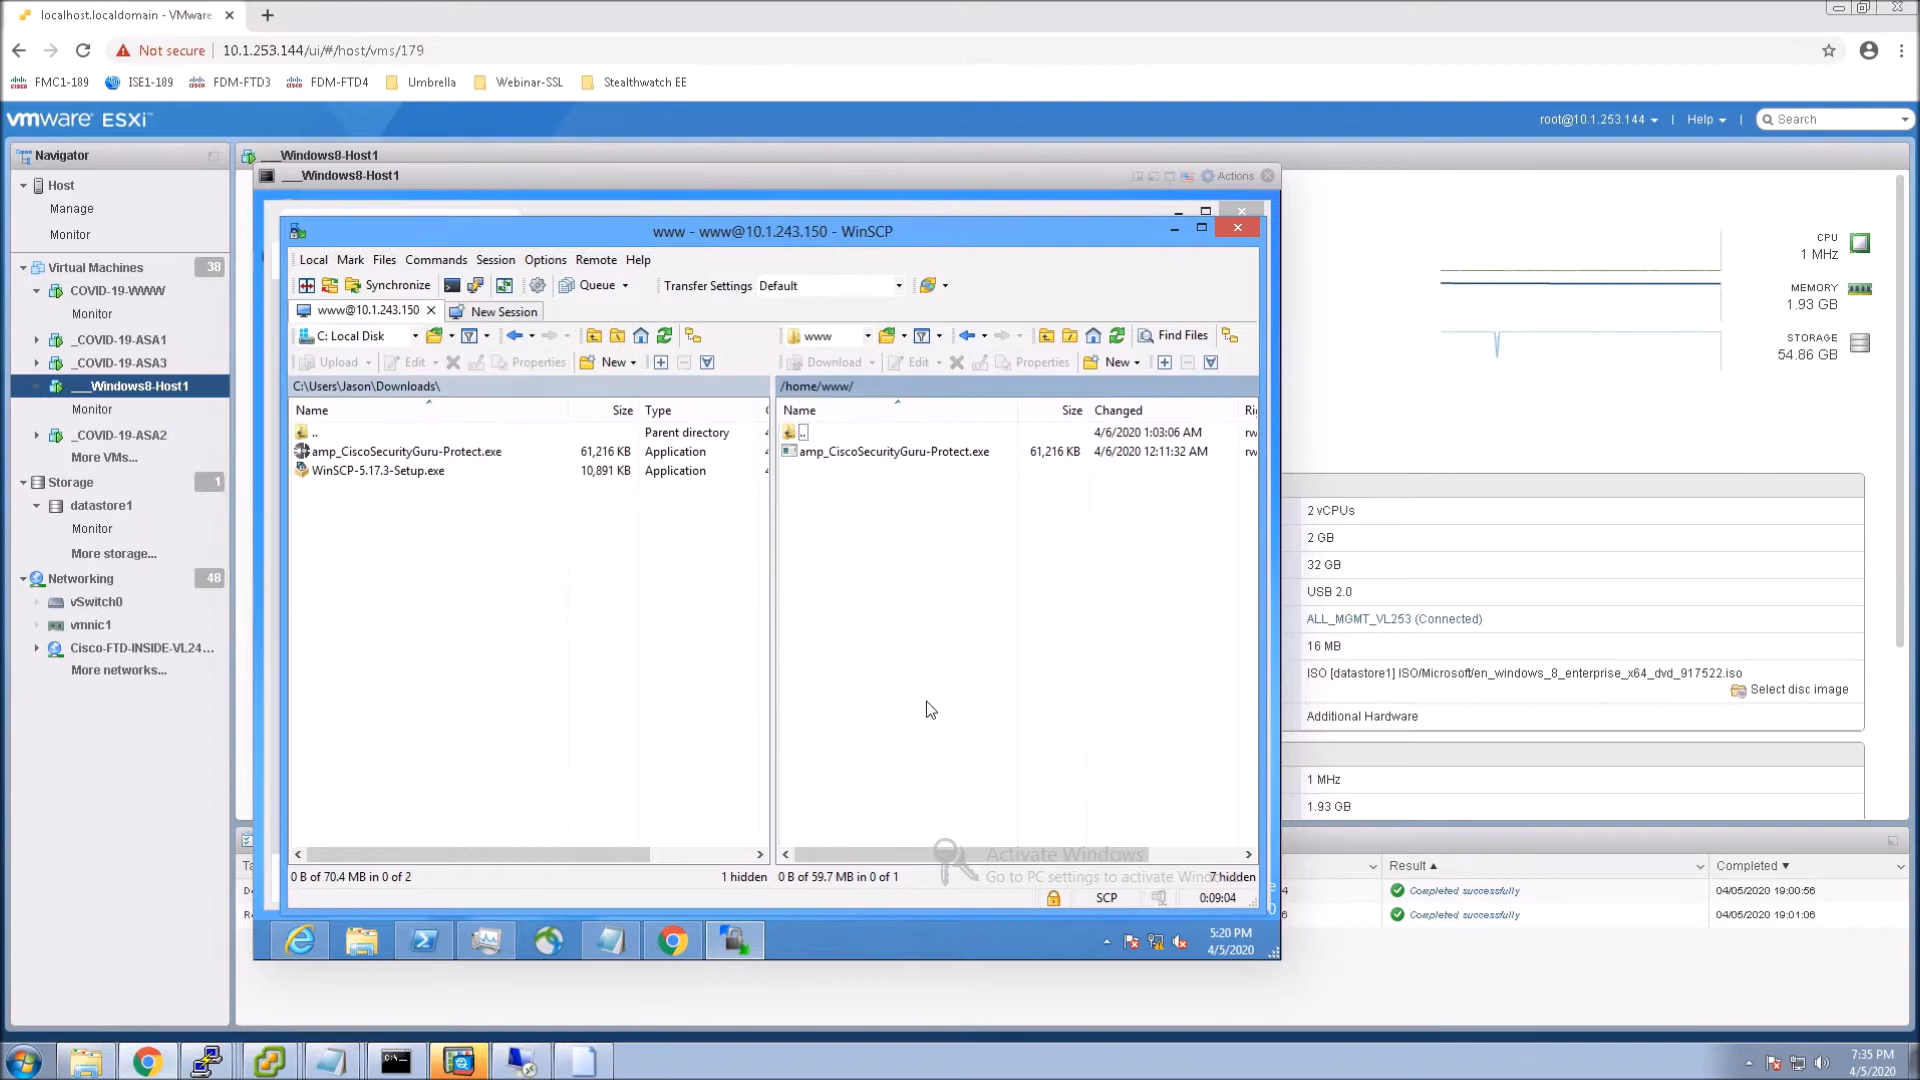 localhost.localdomain - VMware
Not secure | 10.1.253.144/ui/#/host/vms/179
FMC1-189
ISE1-189
FDM-FTD3
FDM-FTD4
Umbrella
Webinar-SSL
Stealthwatch EE
vmware ESXi
root@10.1.253.144 | Help | Search
Navigator
Host
Manage
Monitor
Virtual Machines 38
COVID-19-WWW
Monitor
_COVID-19-ASA1
_COVID-19-ASA3
___Windows8-Host1
Monitor
_COVID-19-ASA2
More VMs...
Storage 1
datastore1
Monitor
More storage...
Networking 48
vSwitch0
vmnic1
Cisco-FTD-INSIDE-VL24...
More networks...
___Windows8-Host1
___Windows8-Host1
Actions
www - www@10.1.243.150 - WinSCP
Local Mark Files Commands Session Options Remote Help
Synchronize
Queue
Transfer Settings Default
www@10.1.243.150
New Session
C: Local Disk
www
Find Files
Upload
Edit
Properties
New
Download
Edit
Properties
New
C:\Users\Jason\Downloads\
/home/www/
Name Size Type
.. Parent directory
amp_CiscoSecurityGuru-Protect.exe 61,216 KB Application
WinSCP-5.17.3-Setup.exe 10,891 KB Application
Name Size Changed
.. 4/6/2020 1:03:06 AM rw
amp_CiscoSecurityGuru-Protect.exe 61,216 KB 4/6/2020 12:11:32 AM rw
Activate Windows
0 B of 70.4 MB in 0 of 2
1 hidden
0 B of 59.7 MB in 0 of 1
Go to PC settings to activate
7 hidden
SCP
0:09:04
5:20 PM
4/5/2020
CPU
1 MHz
MEMORY
1.93 GB
STORAGE
54.86 GB
2 vCPUs
2 GB
32 GB
USB 2.0
ALL_MGMT_VL253 (Connected)
16 MB
ISO [datastore1] ISO/Microsoft/en_windows_8_enterprise_x64_dvd_917522.iso
Select disc image
Additional Hardware
1 MHz
1.93 GB
Result
Completed
Completed successfully
04/05/2020 19:00:56
Completed successfully
04/05/2020 19:01:06
7:35 PM
4/5/2020